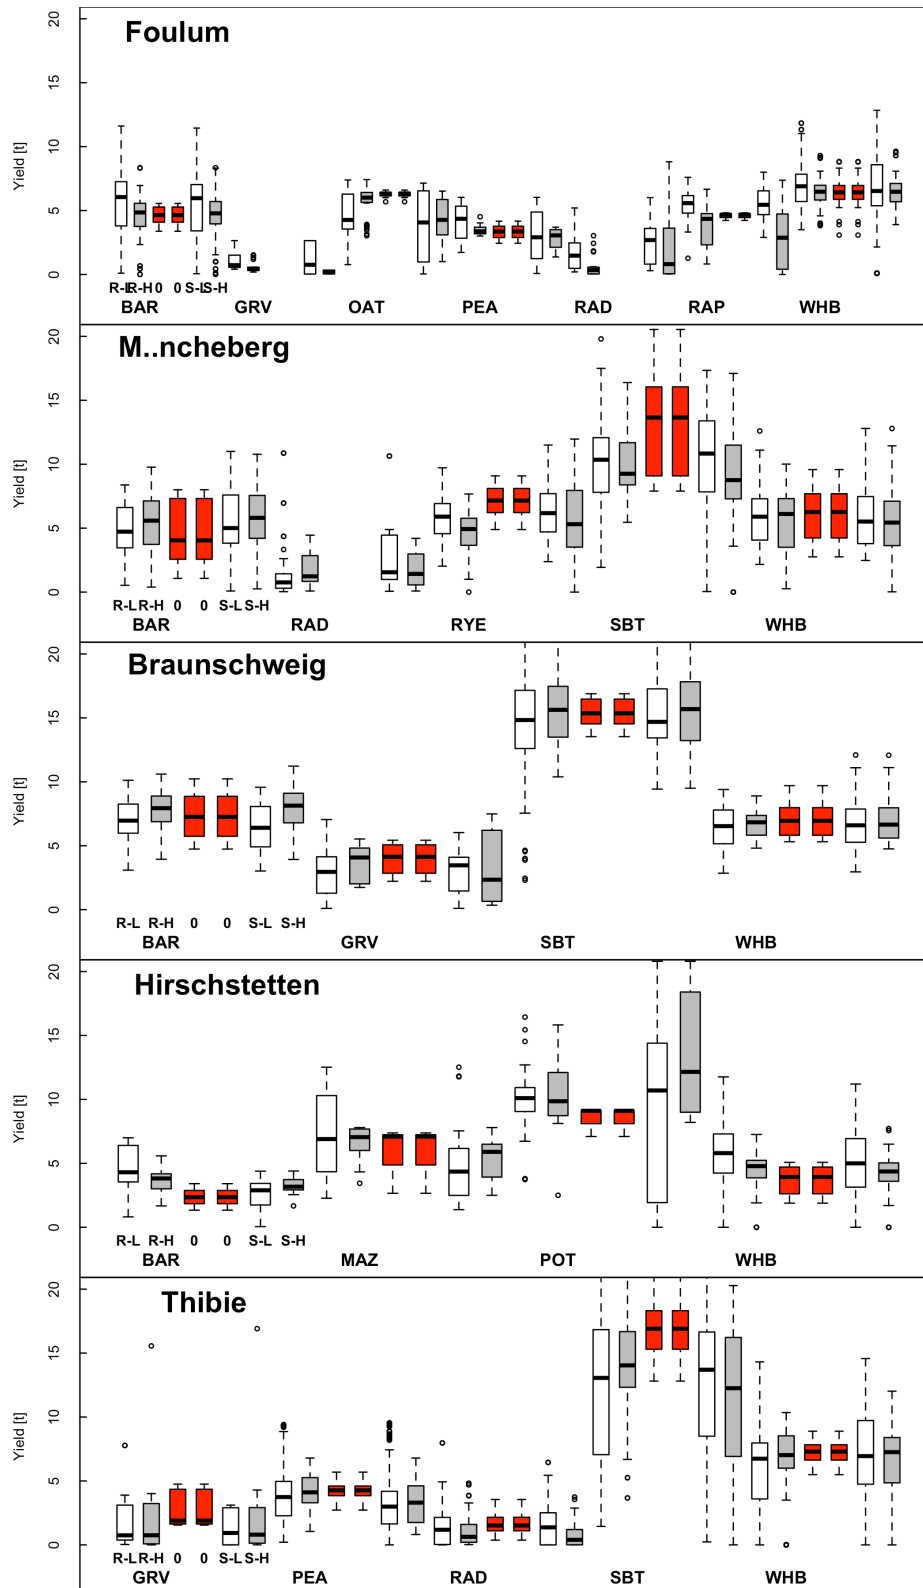 Foulum
Yield [t]
20
15
10
5
0
R-L R-H 0 0 S-L S-H
BAR GRV OAT PEA RAD RAP WHB
M..ncheberg
Yield [t]
20
15
10
5
0
R-L R-H 0 0 S-L S-H
BAR RAD RYE SBT WHB
Braunschweig
Yield [t]
20
15
10
5
0
R-L R-H 0 0 S-L S-H
BAR GRV SBT WHB
Hirschstetten
Yield [t]
20
15
10
5
0
R-L R-H 0 0 S-L S-H
BAR MAZ POT WHB
Thibie
Yield [t]
20
15
10
5
0
R-L R-H 0 0 S-L S-H
GRV PEA RAD SBT WHB